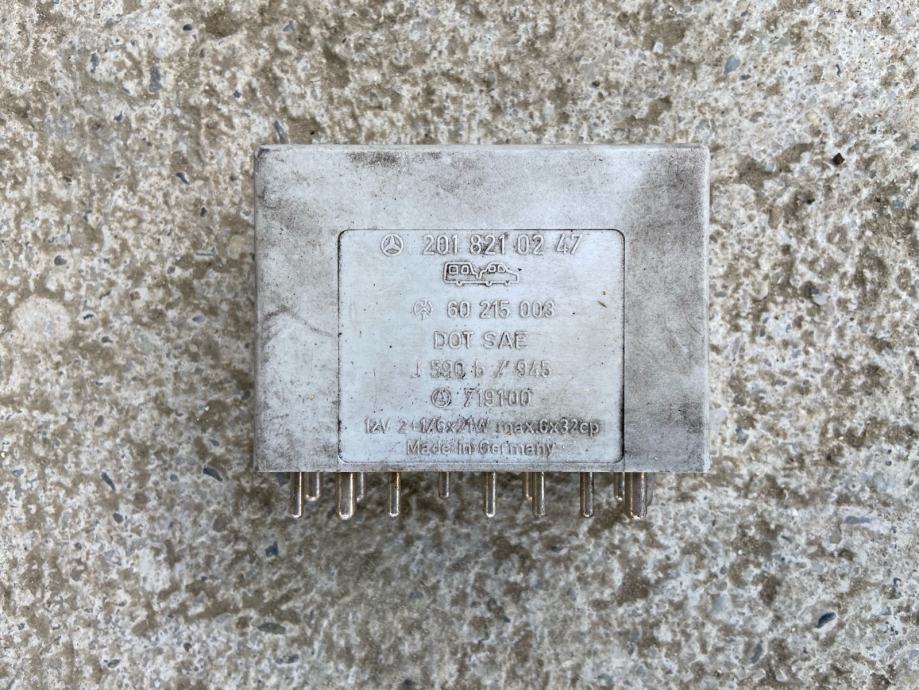 201 821 02 47
60 215 003
DOT SAE
590 b / 945
719100
12V 2+1/6x21W max.6x32cp
Made in Germany